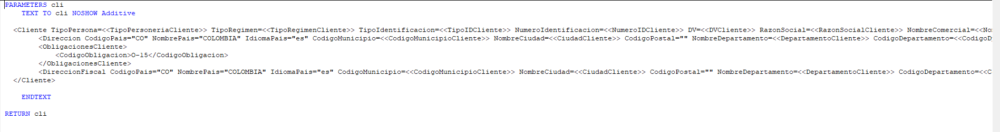 PARAMETERS cli
TEXT TO cli NOSHOW Additive
<Cliente TipoPersona=<<TipoPersoneriaCliente>> TipoRegimen=<<TipoRegimenCliente>> TipoIdentificacion=<<TipoIDCliente>> NumeroIdentificacion=<<NumeroIDCliente>> DV=<<DVCliente>> RazonSocial=<<RazonSocialCliente>> NombreComercial=<<No
<Direccion CodigoPais="CO" NombrePais="COLOMBIA" IdiomaPais="es" CodigoMunicipio=<<CodigoMunicipioCliente>> NombreCiudad=<<CiudadCliente>> CodigoPostal="" NombreDepartamento=<<DepartamentoCliente>> CodigoDepartamento=<<CodigoD
<ObligacionesCliente>
<CodigoObligacion>O-15</CodigoObligacion>
</ObligacionesCliente>
<DireccionFiscal CodigoPais="CO" NombrePais="COLOMBIA" IdiomaPais="es" CodigoMunicipio=<<CodigoMunicipioCliente>> NombreCiudad=<<CiudadCliente>> CodigoPostal="" NombreDepartamento=<<DepartamentoCliente>> CodigoDepartamento=<<C
</Cliente>
ENDTEXT
RETURN cli